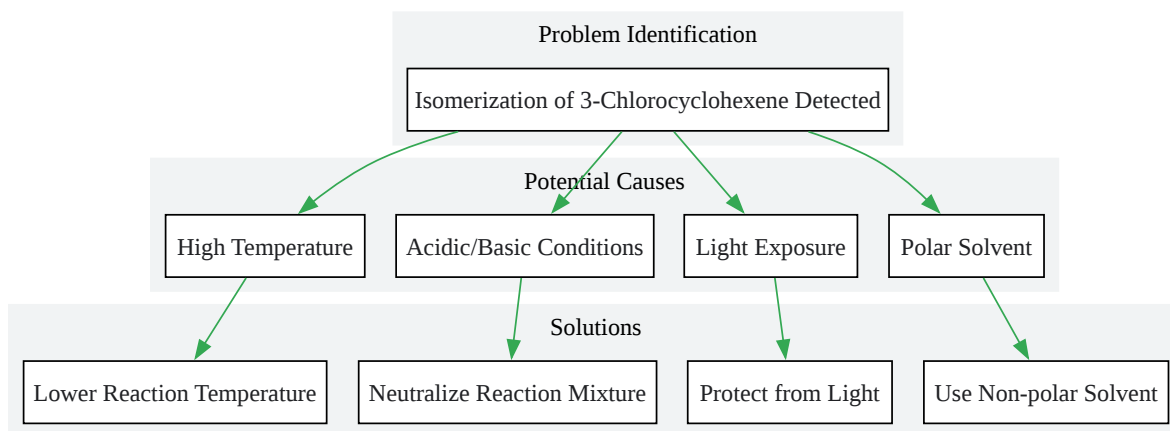 Problem Identification
Isomerization of 3-Chlorocyclohexene Detected
Potential Causes
High Temperature
Acidic/Basic Conditions
Light Exposure
Polar Solvent
Solutions
Lower Reaction Temperature
Neutralize Reaction Mixture
Protect from Light
Use Non-polar Solvent